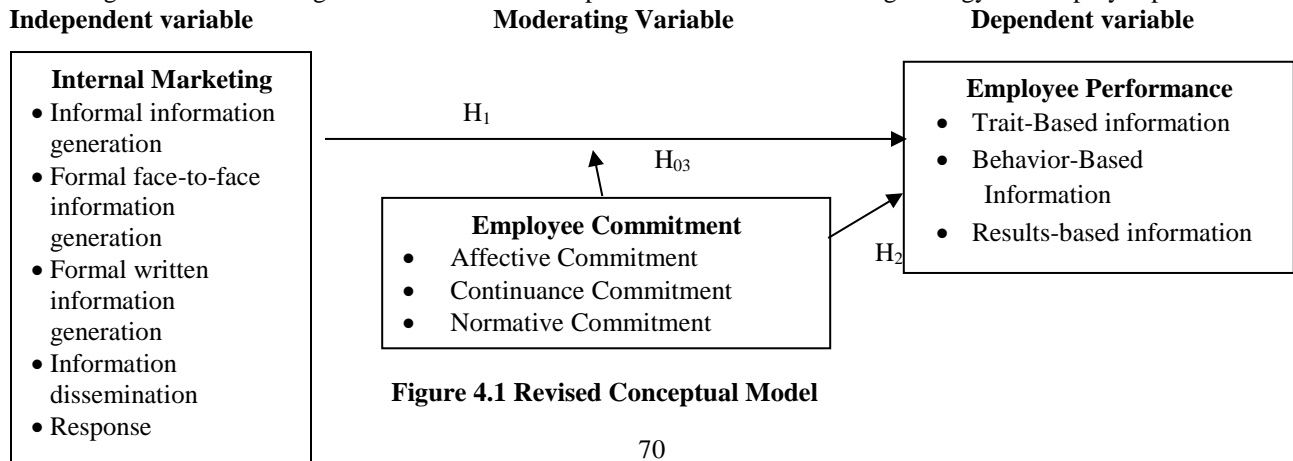 Independent variable Moderating Variable Dependent variable
Internal Marketing
• Informal information
generation
• Formal face-to-face
information
generation
• Formal written
information
generation
• Information
dissemination
• Response
H1
H03
Employee Commitment
• Affective Commitment
• Continuance Commitment
• Normative Commitment
H2
Employee Performance
• Trait-Based information
• Behavior-Based
Information
• Results-based information
Figure 4.1 Revised Conceptual Model
70